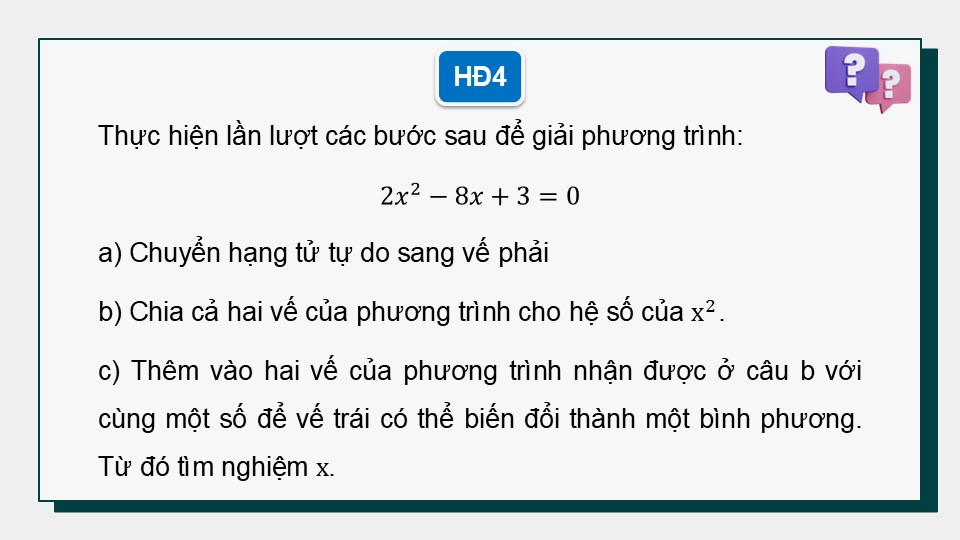 HĐ4
? ?
Thực hiện lần lượt các bước sau để giải phương trình:
2𝑥² − 8𝑥 + 3 = 0
a) Chuyển hạng tử tự do sang vế phải
b) Chia cả hai vế của phương trình cho hệ số của x².
c) Thêm vào hai vế của phương trình nhận được ở câu b với
cùng một số để vế trái có thể biến đổi thành một bình phương.
Từ đó tìm nghiệm x.